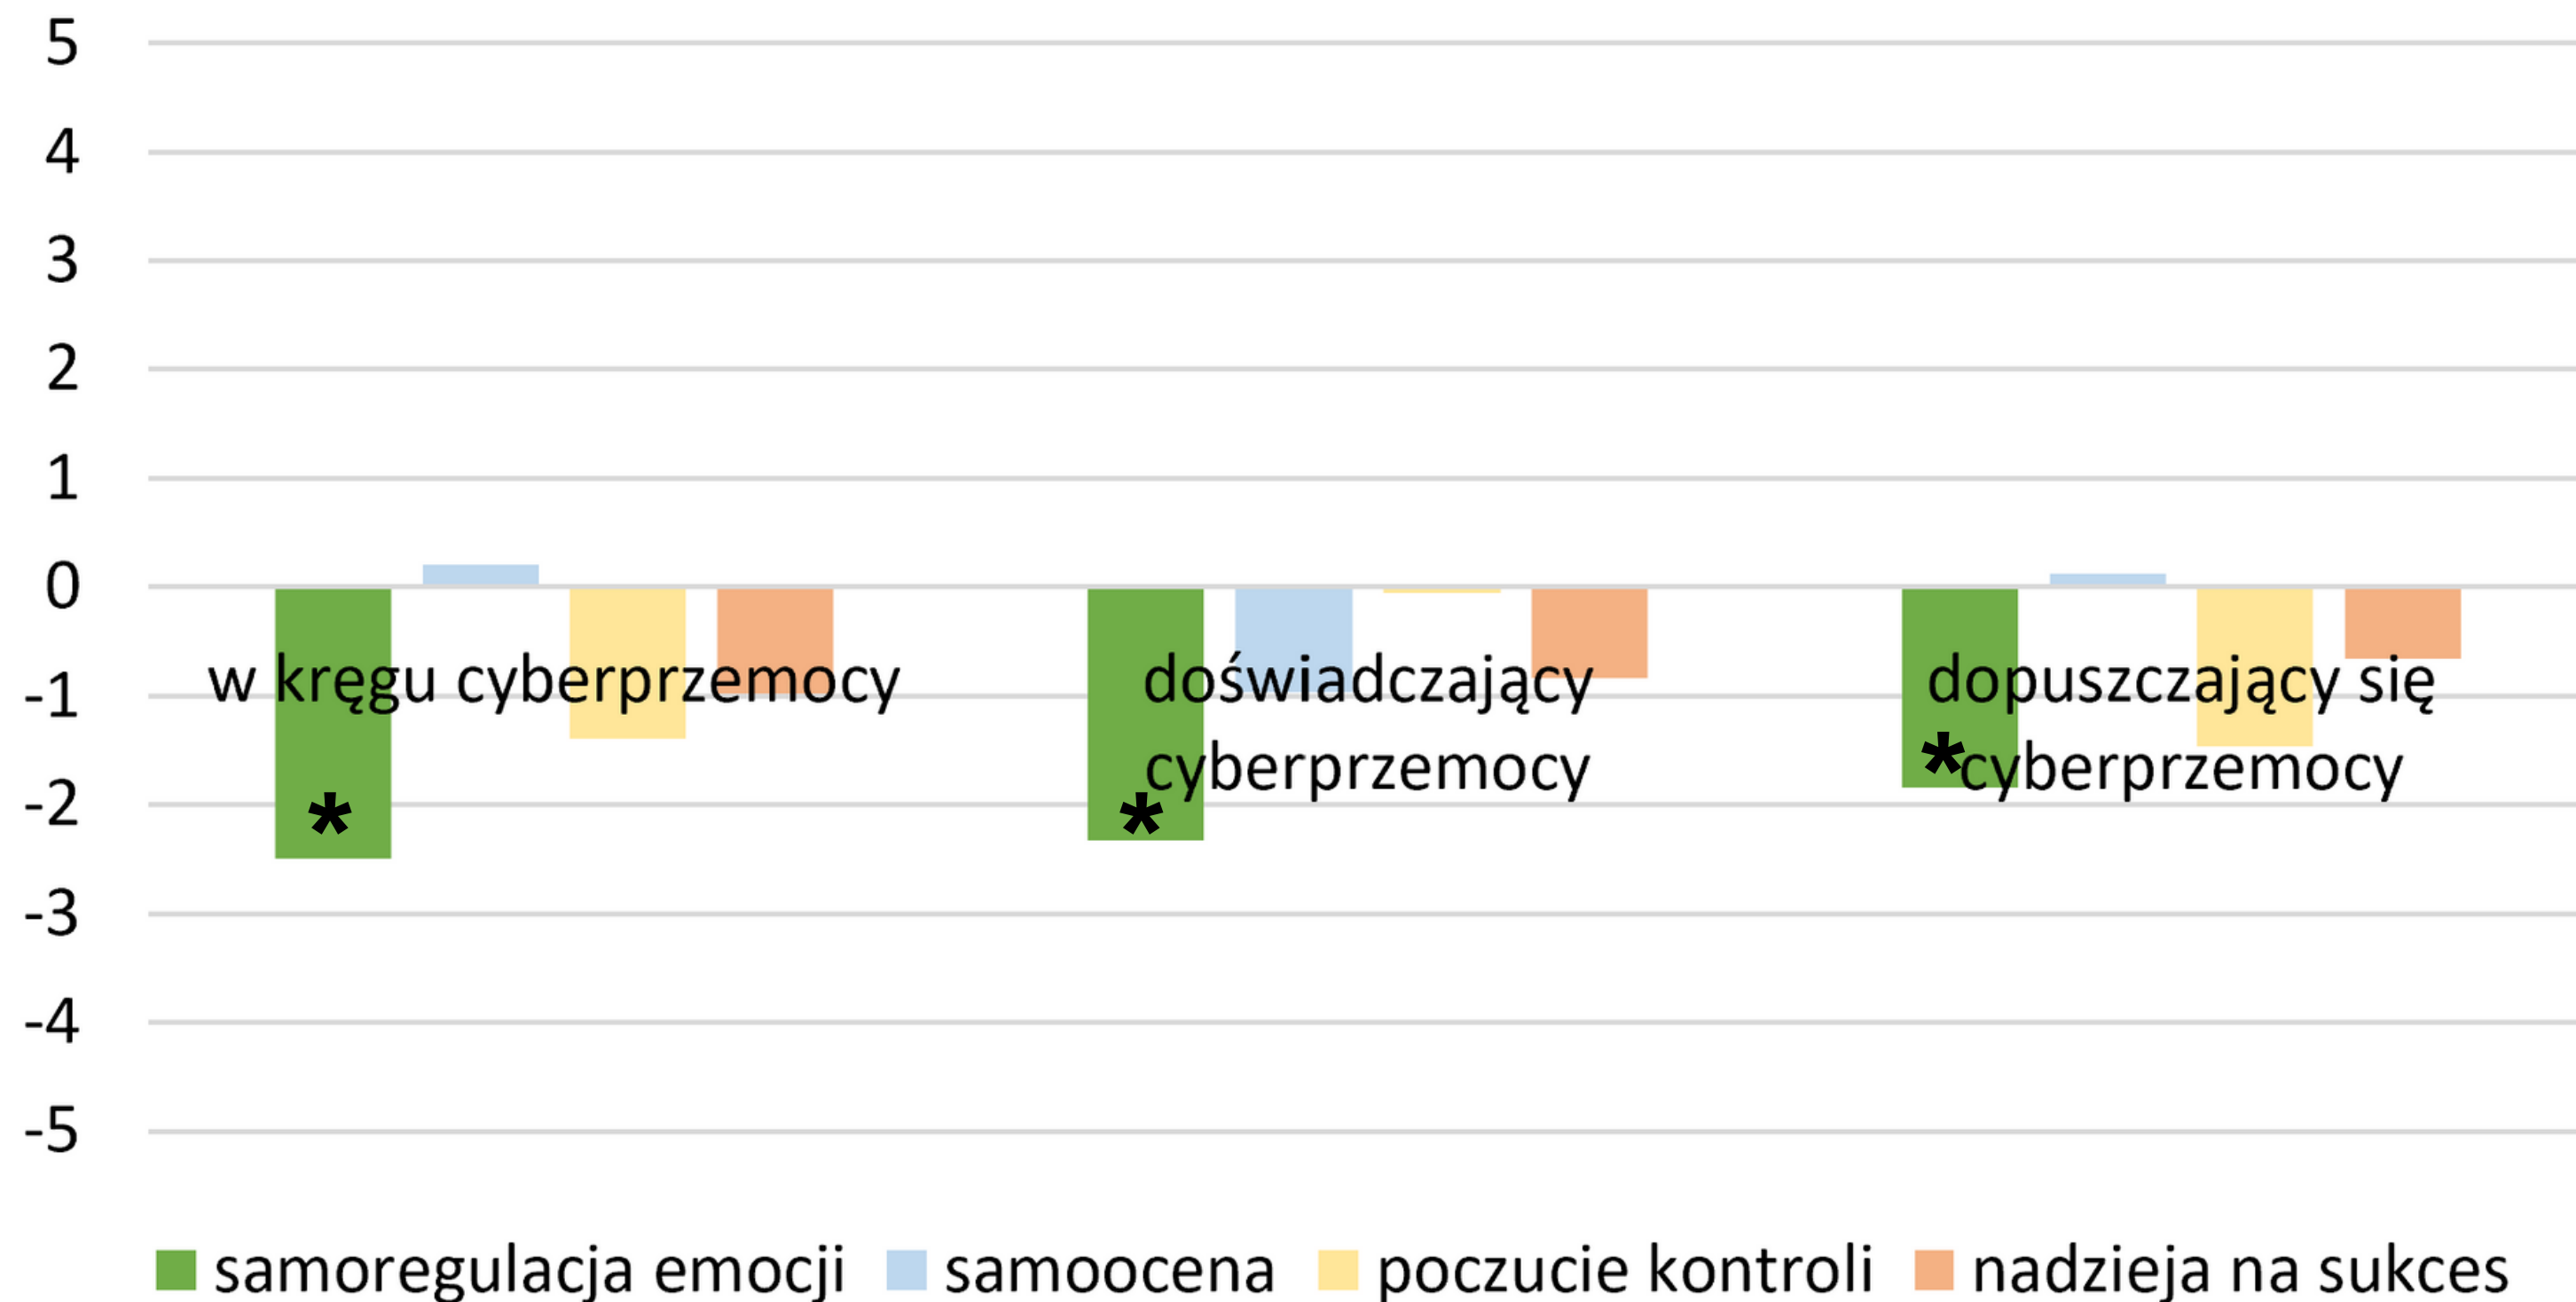 5
4
3
2
1
0
-1
-2
-3
-4
-5
w kręgu cyberprzemocy
doświadczający
cyberprzemocy
dopuszczający się
cyberprzemocy
*
*
*
samoregulacja emocji samoocena poczucie kontroli nadzieja na sukces